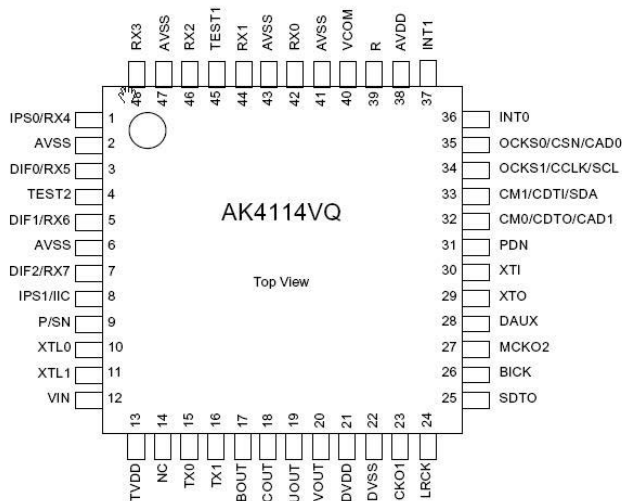 RX3
AVSS
RX2
TEST1
RX1
AVSS
RX0
AVSS
VCOM
R
AVDD
INT1
48
47
46
45
44
43
42
41
40
39
38
37
IPS0/RX4 1
AVSS 2
DIF0/RX5 3
TEST2 4
DIF1/RX6 5
AVSS 6
DIF2/RX7 7
IPS1/IIC 8
P/SN 9
XTL0 10
XTL1 11
VIN 12
AK4114VQ
Top View
36 INT0
35 OCKS0/CSN/CAD0
34 OCKS1/CCLK/SCL
33 CM1/CDTI/SDA
32 CM0/CDTO/CAD1
31 PDN
30 XTI
29 XTO
28 DAUX
27 MCKO2
26 BICK
25 SDTO
13
14
15
16
17
18
19
20
21
22
23
24
TVDD
NC
TX0
TX1
BOUT
COUT
UOUT
VOUT
DVDD
DVSS
CKO1
LRCK